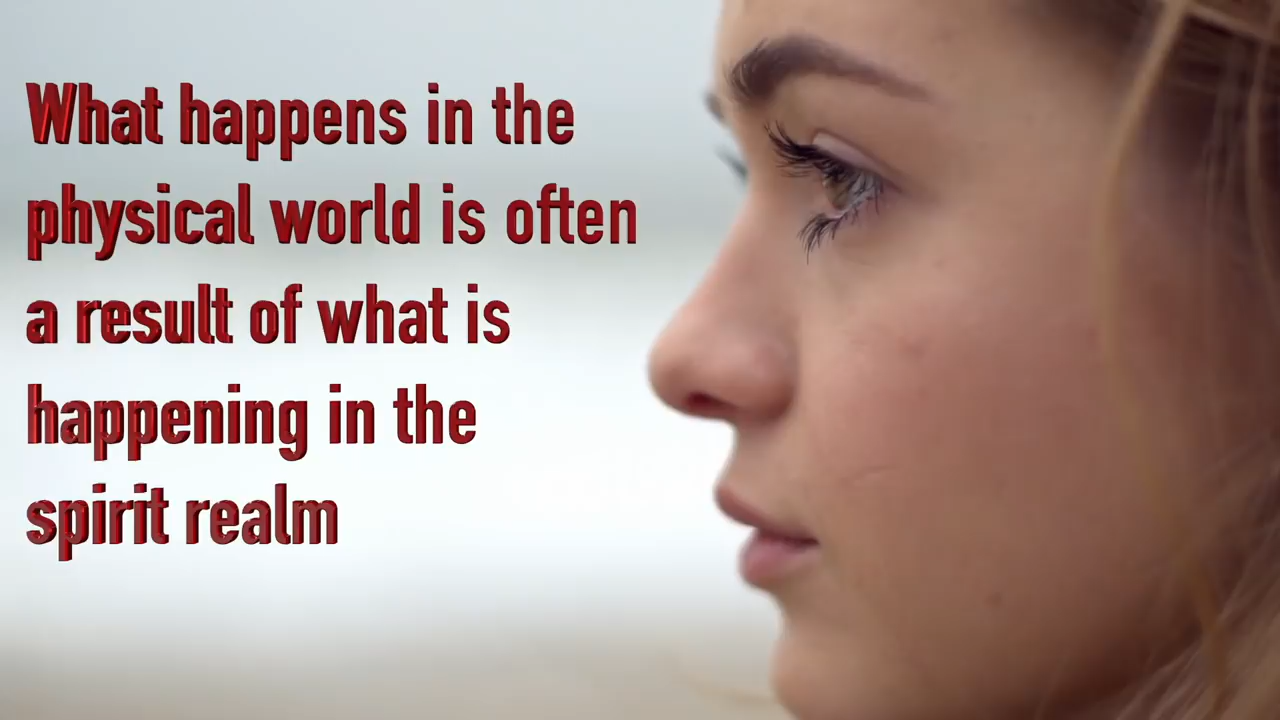 What happens in the
physical world is often
a result of what is
happening in the
spirit realm